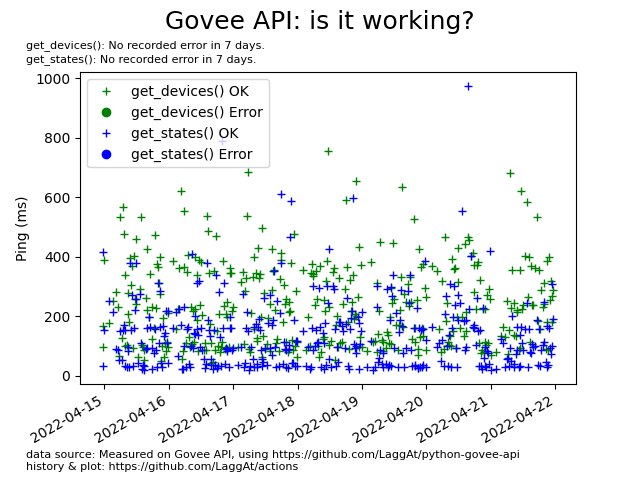 Govee API: is it working?
get_devices(): No recorded error in 7 days.
get_states(): No recorded error in 7 days.
get_devices() OK
get_devices() Error
get_states() OK
get_states() Error
Ping (ms)
1000
800
600
400
200
0
2022-04-15
2022-04-16
2022-04-17
2022-04-18
2022-04-19
2022-04-20
2022-04-21
2022-04-22
data source: Measured on Govee API, using https://github.com/LaggAt/python-govee-api
history & plot: https://github.com/LaggAt/actions